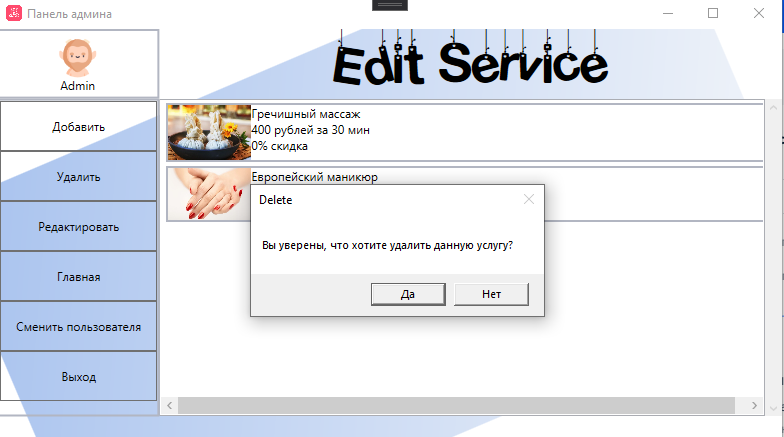 Панель админа
Edit Service
Admin
Добавить
Удалить
Редактировать
Главная
Сменить пользователя
Выход
Гречишный массаж
400 рублей за 30 мин
0% скидка
Европейский маникюр
Delete
Вы уверены, что хотите удалить данную услугу?
Да
Нет